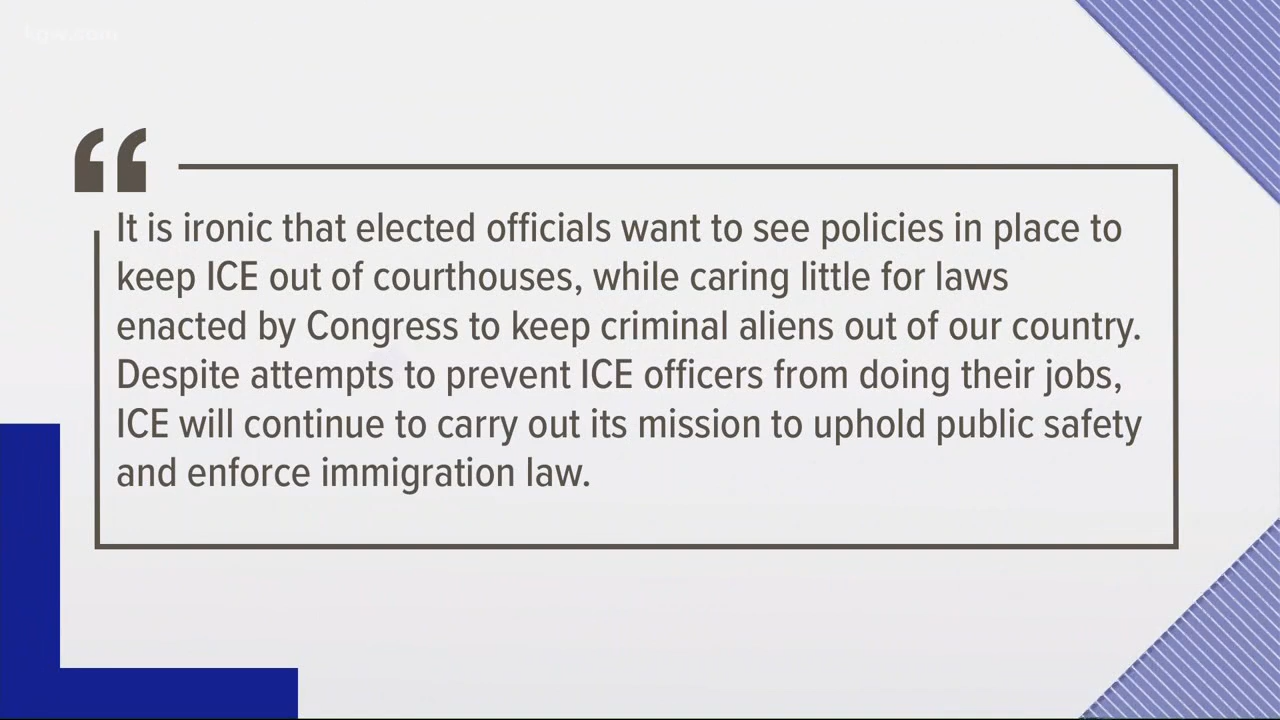 kgw.com
“
It is ironic that elected officials want to see policies in place to
keep ICE out of courthouses, while caring little for laws
enacted by Congress to keep criminal aliens out of our country.
Despite attempts to prevent ICE officers from doing their jobs,
ICE will continue to carry out its mission to uphold public safety
and enforce immigration law.